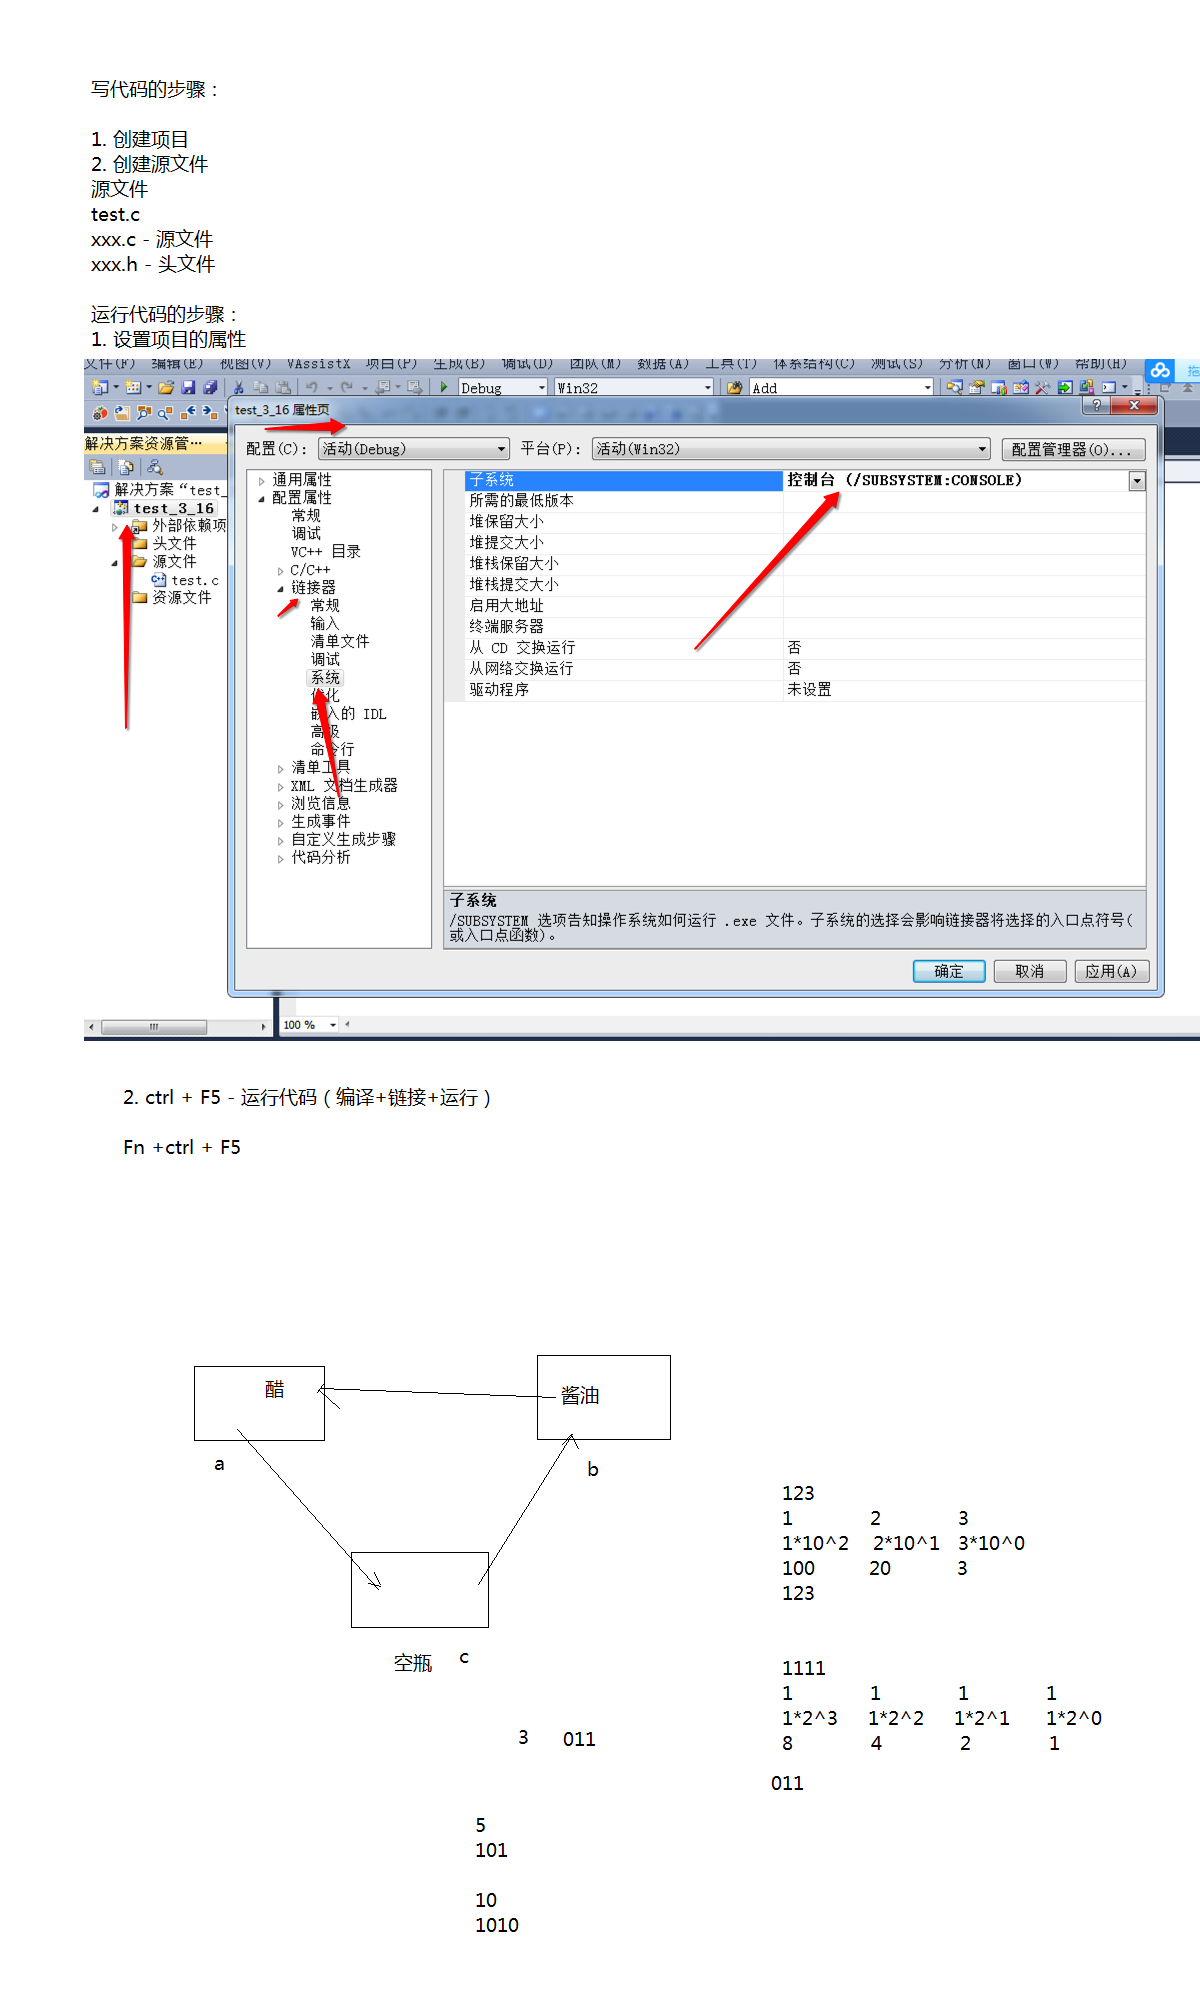 写代码的步骤：
1. 创建项目
2. 创建源文件
源文件
test.c
xxx.c - 源文件
xxx.h - 头文件
运行代码的步骤：
1. 设置项目的属性
文件(F) 编辑(E) 视图(V) VAssistX 项目(P) 生成(B) 调试(D) 团队(M) 数据(A) 工具(T) 体系结构(C) 测试(S) 分析(N) 窗口(W) 帮助(H)
Debug Win32 Add
test_3_16 属性页
解决方案资源管…
解决方案“test_
test_3_16
外部依赖项
头文件
源文件
test.c
资源文件
配置(C)： 活动(Debug) 平台(P)： 活动(Win32) 配置管理器(O)...
通用属性
配置属性
常规
调试
VC++ 目录
C/C++
链接器
常规
输入
清单文件
调试
系统
优化
嵌入的 IDL
高级
命令行
清单工具
XML 文档生成器
浏览信息
生成事件
自定义生成步骤
代码分析
子系统 控制台 (/SUBSYSTEM:CONSOLE)
所需的最低版本
堆保留大小
堆提交大小
堆栈保留大小
堆栈提交大小
启用大地址
终端服务器
从 CD 交换运行 否
从网络交换运行 否
驱动程序 未设置
子系统
/SUBSYSTEM 选项告知操作系统如何运行 .exe 文件。子系统的选择会影响链接器将选择的入口点符号(
或入口点函数)。
确定 取消 应用(A)
100 %
2. ctrl + F5 - 运行代码（编译+链接+运行）
Fn +ctrl + F5
醋 酱油
a b
空瓶 c
123
1 2 3
1*10^2 2*10^1 3*10^0
100 20 3
123
1111
1 1 1 1
1*2^3 1*2^2 1*2^1 1*2^0
8 4 2 1
011
3 011
5
101
10
1010